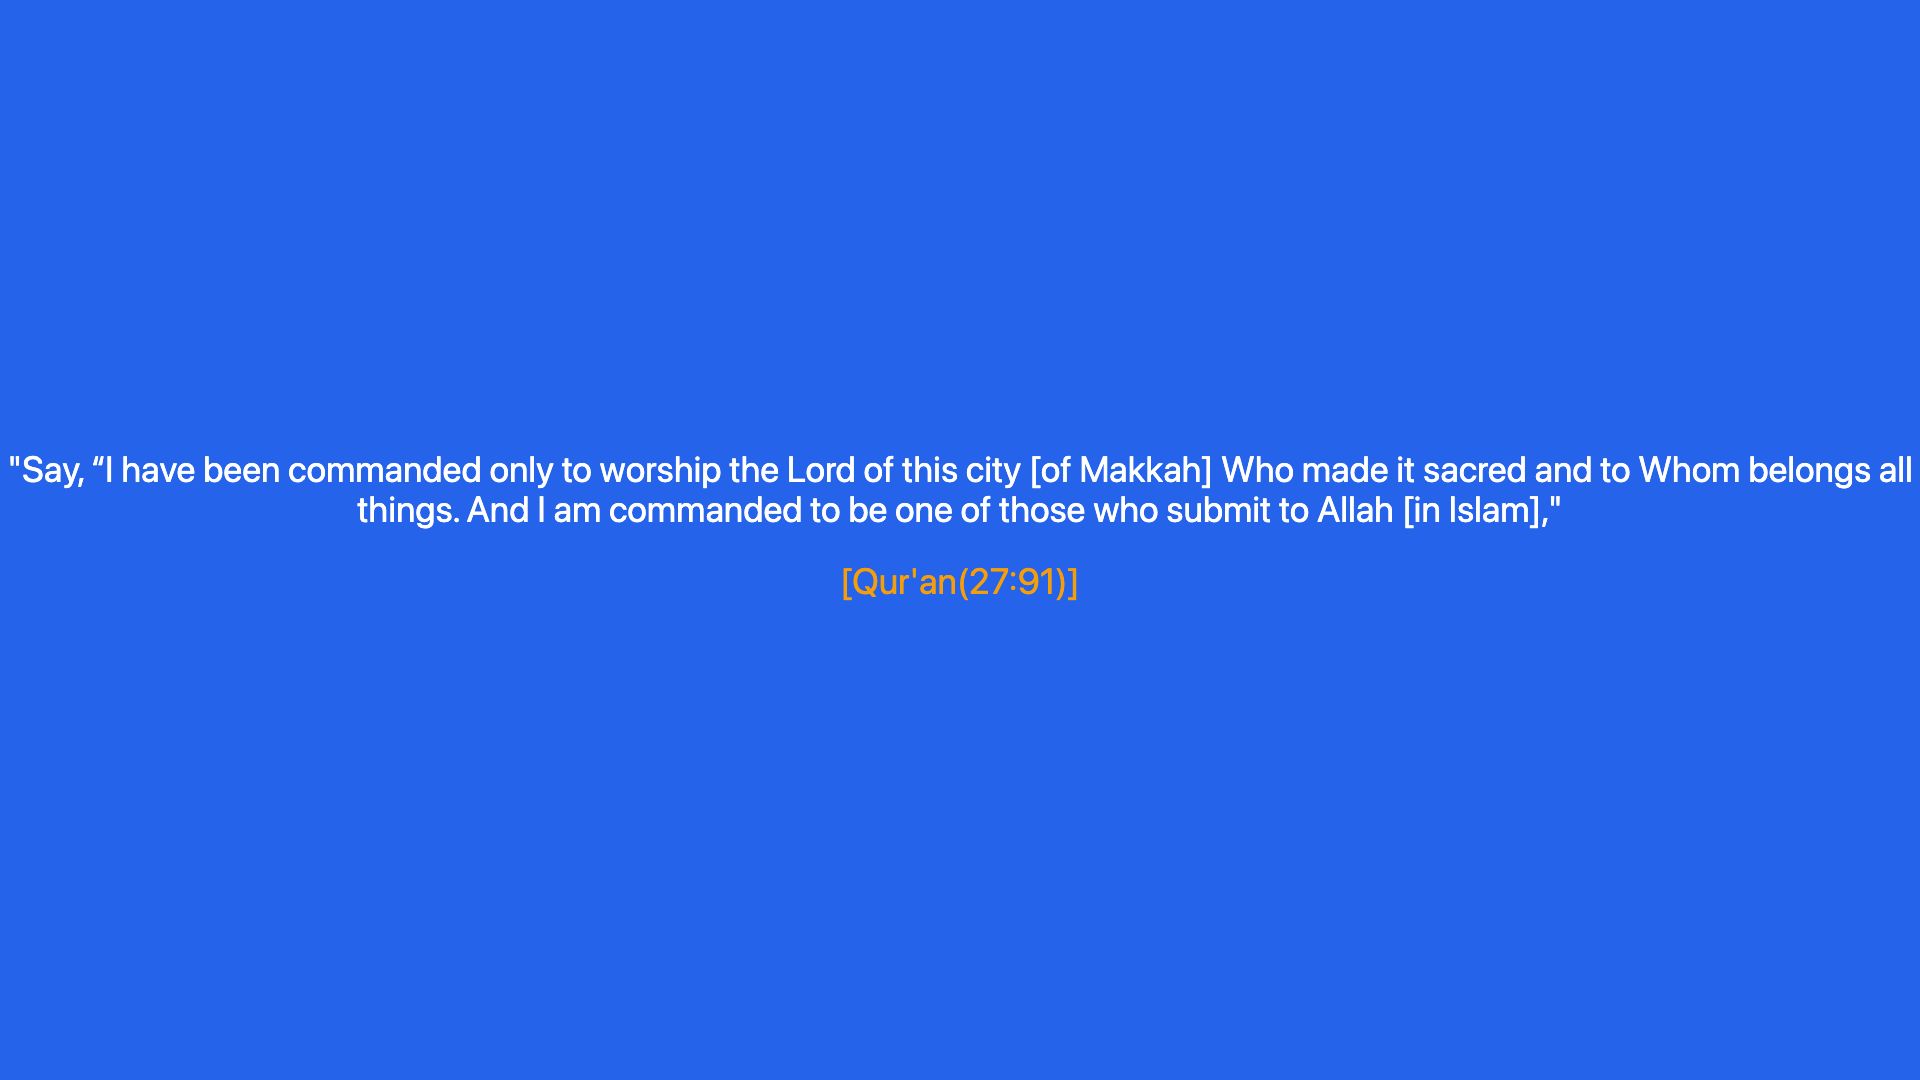 "Say, “I have been commanded only to worship the Lord of this city [of Makkah] Who made it sacred and to Whom belongs all
things. And I am commanded to be one of those who submit to Allah [in Islam],"
[Qur'an(27:91)]